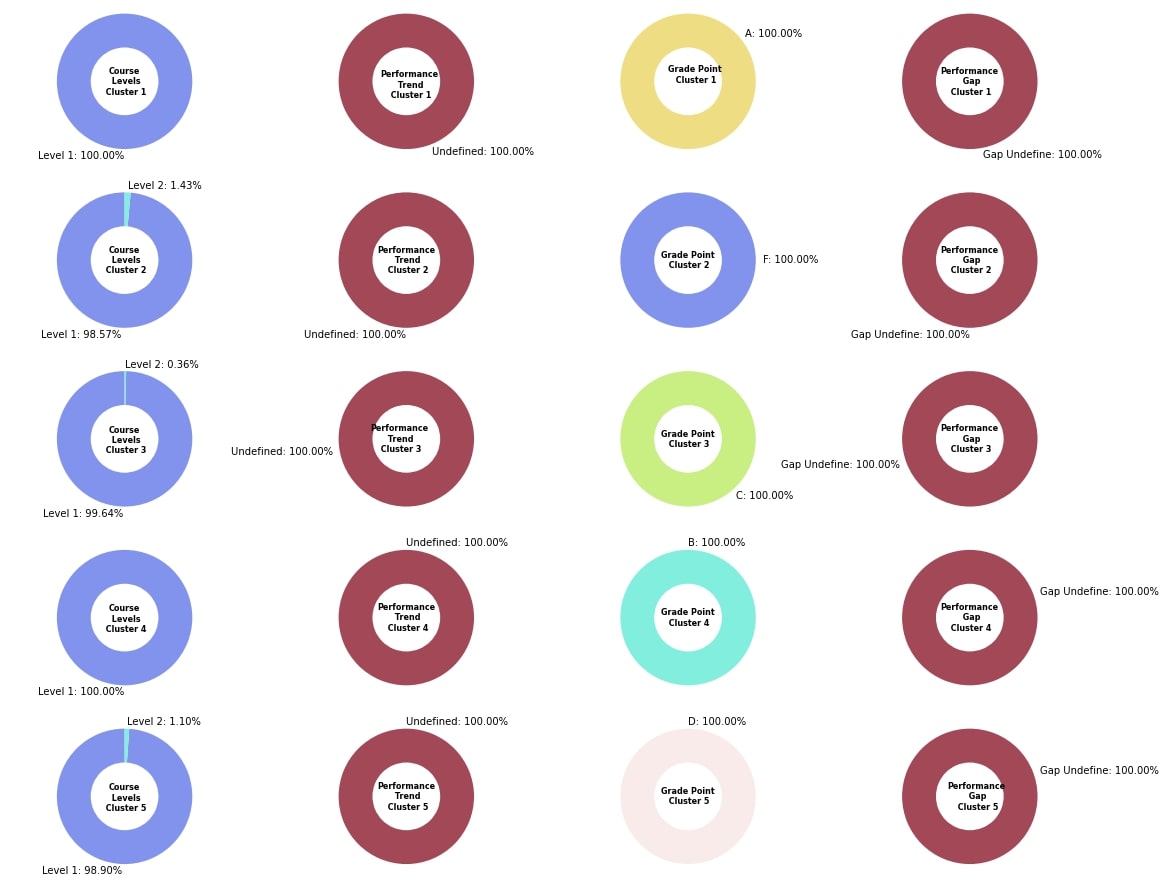 Course
Levels
Cluster 1
Level 1: 100.00%
Performance
Trend
Cluster 1
Undefined: 100.00%
Grade Point
Cluster 1
A: 100.00%
Performance
Gap
Cluster 1
Gap Undefine: 100.00%
Level 2: 1.43%
Course
Levels
Cluster 2
Level 1: 98.57%
Performance
Trend
Cluster 2
Undefined: 100.00%
Grade Point
Cluster 2
F: 100.00%
Performance
Gap
Cluster 2
Gap Undefine: 100.00%
Level 2: 0.36%
Course
Levels
Cluster 3
Level 1: 99.64%
Performance
Trend
Cluster 3
Undefined: 100.00%
Grade Point
Cluster 3
C: 100.00%
Performance
Gap
Cluster 3
Gap Undefine: 100.00%
Course
Levels
Cluster 4
Level 1: 100.00%
Undefined: 100.00%
Performance
Trend
Cluster 4
B: 100.00%
Grade Point
Cluster 4
Performance
Gap
Cluster 4
Gap Undefine: 100.00%
Level 2: 1.10%
Course
Levels
Cluster 5
Level 1: 98.90%
Undefined: 100.00%
Performance
Trend
Cluster 5
D: 100.00%
Grade Point
Cluster 5
Performance
Gap
Cluster 5
Gap Undefine: 100.00%